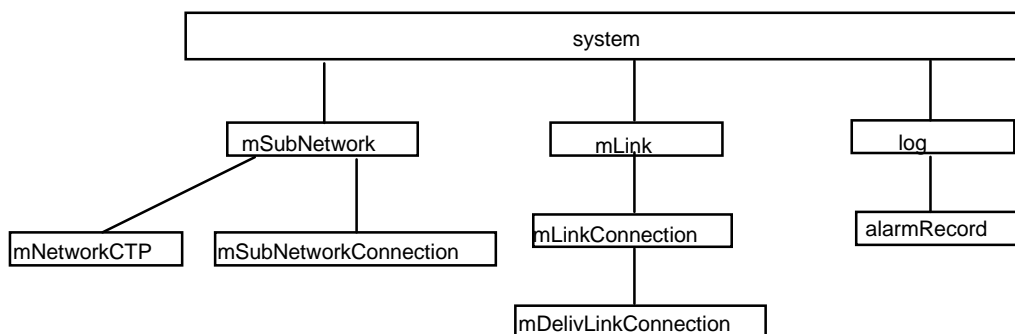 system
mSubNetwork
mLink
log
mNetworkCTP
mSubNetworkConnection
mLinkConnection
alarmRecord
mDelivLinkConnection